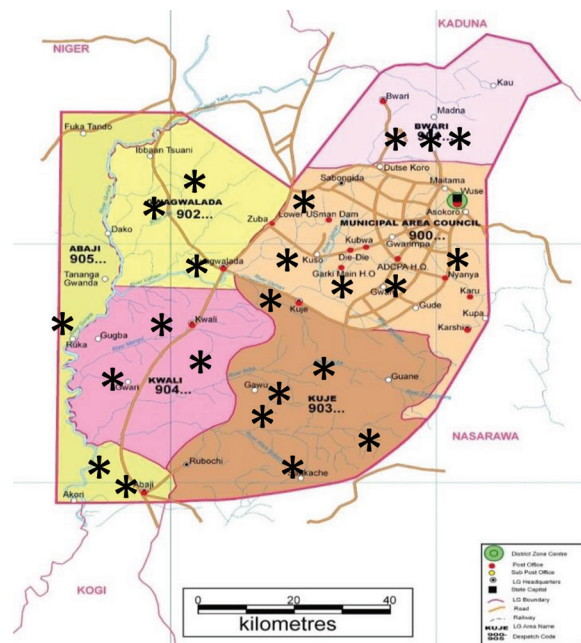 KADUNA
NIGER
Kau
Bwari
Madna
Fuka Tando
BWARI
Ibbaan Tsuani
Dutse Koro
Sabongida
Maitama
Wuse
GWAGWALADA
902...
Lower USman Dam
Asokoro
Zuba
MUNICIPAL AREA COUNCIL
900...
Dako
Kubwa
Gwarimpa
ABAJI
905...
Kuso
Die-Die
Garki Main H.O
ADCPA H.Q.
Nyanya
Tananga
Gwanda
Karu
Kuje
Gude
Kupa
Kwali
Karshi
Gugba
Ruka
KWALI
904...
Gwari
Gawu
Guane
KUJE
903...
NASARAWA
Rubochi
Abaji
Akori
KOGI
0 20 40
kilometres
District Zone Centre
Post Office
Sub Post Office
LG Headquarters
State Capital
LG Boundary
Road
Railway
KUJE LG Area Name
900-905 Despatch Code